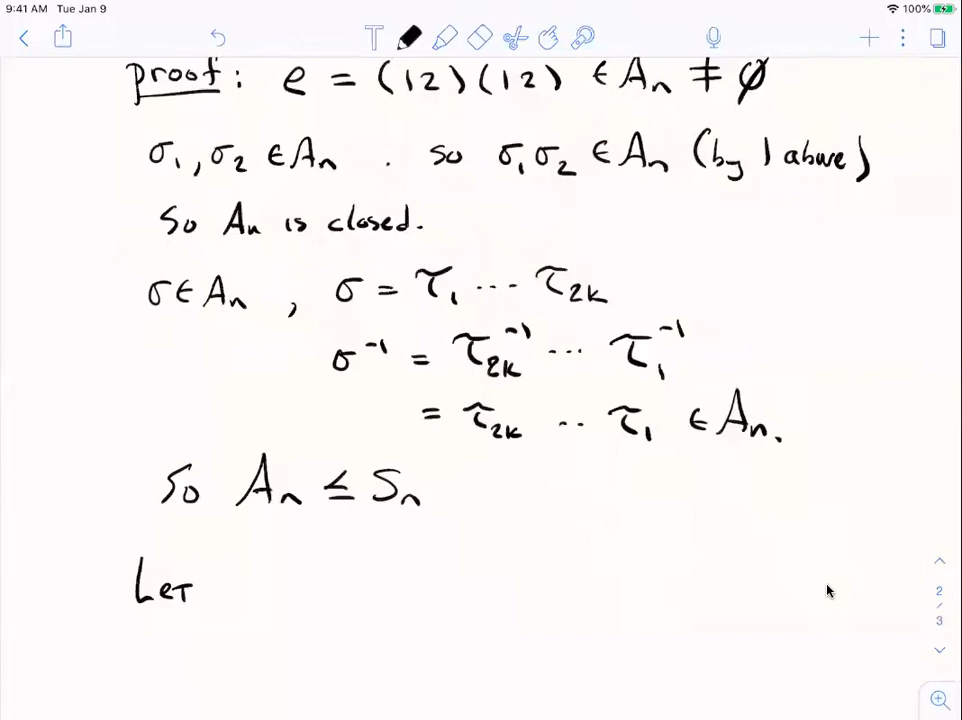 9:41 AM Tue Jan 9
100%
proof: e = (12)(12) ∈ An ≠ ∅
σ1, σ2 ∈ An . so σ1σ2 ∈ An (by 1 above)
So An is closed.
σ ∈ An , σ = τ1 ... τ2k
σ⁻¹ = τ2k⁻¹ ... τ1⁻¹
= τ2k .. τ1 ∈ An.
So An ≤ Sn
Let
2
/
3